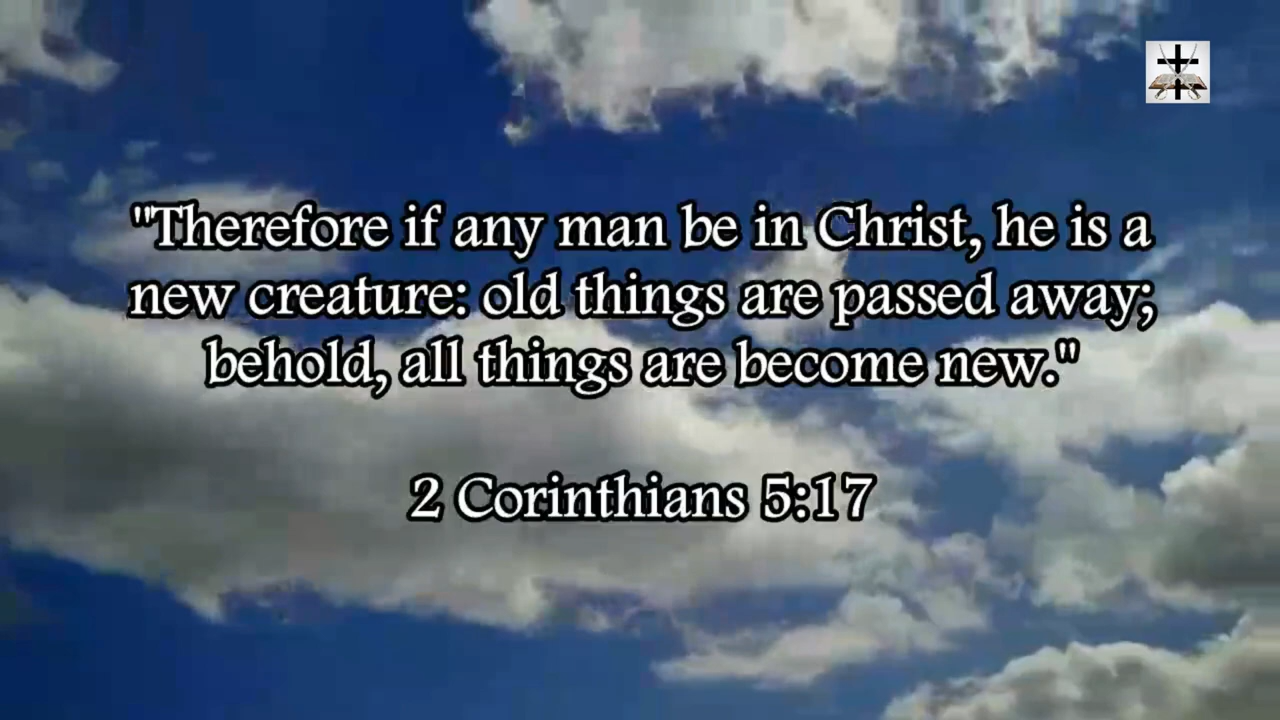 "Therefore if any man be in Christ, he is a
new creature: old things are passed away;
behold, all things are become new."
2 Corinthians 5:17